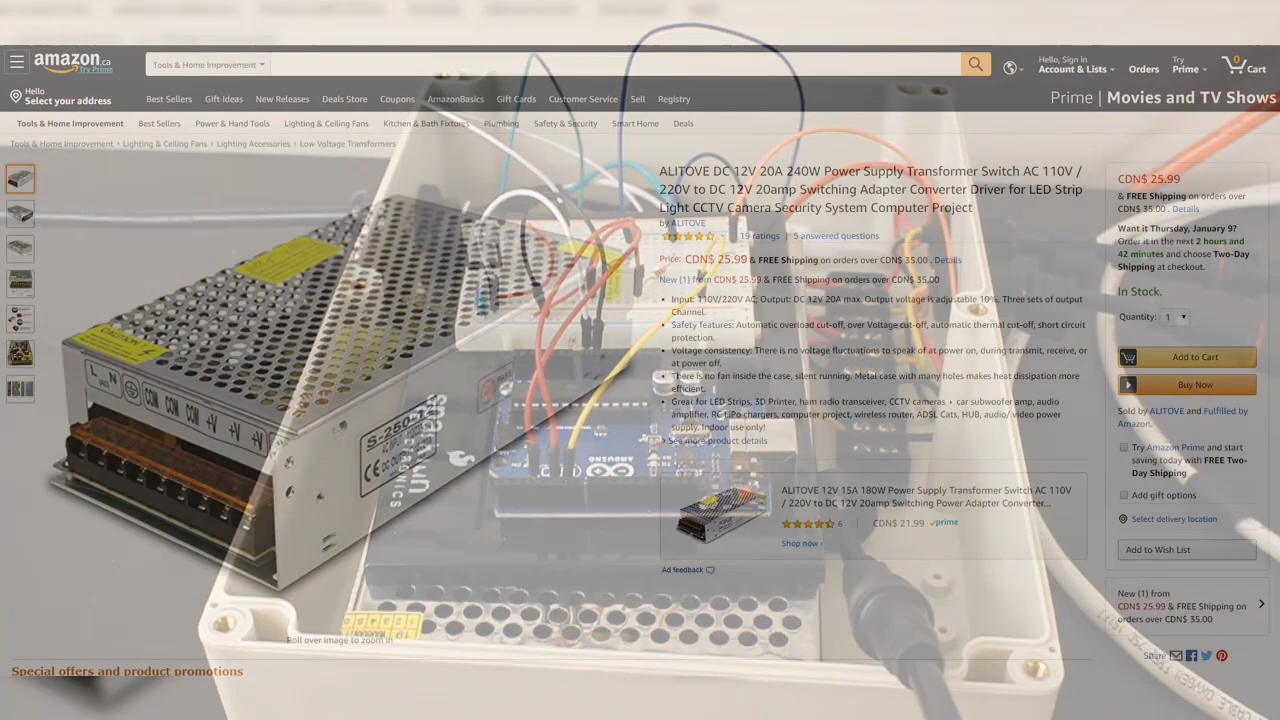 amazon.ca
Try Prime
Tools & Home Improvement
Hello, Sign in
Account & Lists
Orders
Try
Prime
0
Cart
Hello
Select your address
Best Sellers Gift Ideas New Releases Deals Store Coupons AmazonBasics Gift Cards Customer Service Sell Registry
Prime | Movies and TV Shows
Tools & Home Improvement Best Sellers Power & Hand Tools Lighting & Ceiling Fans Kitchen & Bath Fixtures Plumbing Safety & Security Smart Home Deals
Tools & Home Improvement › Lighting & Ceiling Fans › Lighting Accessories › Low Voltage Transformers
ALITOVE DC 12V 20A 240W Power Supply Transformer Switch AC 110V /
220V to DC 12V 20amp Switching Adapter Converter Driver for LED Strip
Light CCTV Camera Security System Computer Project
by ALITOVE
19 ratings | 5 answered questions
Price: CDN$ 25.99 & FREE Shipping on orders over CDN$ 35.00 . Details
New (1) from CDN$ 25.99 & FREE Shipping on orders over CDN$ 35.00
• Input: 110V/220V AC; Output: DC 12V 20A max. Output voltage is adjustable 10%. Three sets of output
Channel.
• Safety features: Automatic overload cut-off, over Voltage cut-off, automatic thermal cut-off, short circuit
protection.
• Voltage consistency: There is no voltage fluctuations to speak of at power on, during transmit, receive, or
at power off.
• There is no fan inside the case, silent running. Metal case with many holes makes heat dissipation more
efficient.
• Great for LED Strips, 3D Printer, ham radio transceiver, CCTV cameras , car subwoofer amp, audio
amplifier, RC LiPo chargers, computer project, wireless router, ADSL Cats, HUB, audio/ video power
supply. Indoor use only!
› See more product details
ALITOVE 12V 15A 180W Power Supply Transformer Switch AC 110V
/ 220V to DC 12V 20amp Switching Power Adapter Converter...
6 | CDN$ 21.99 prime
Shop now ›
Ad feedback
CDN$ 25.99
& FREE Shipping on orders over
CDN$ 35.00 . Details
Want it Thursday, January 9?
Order it in the next 2 hours and
42 minutes and choose Two-Day
Shipping at checkout.
In Stock.
Quantity: 1
Add to Cart
Buy Now
Sold by ALITOVE and Fulfilled by
Amazon.
Try Amazon Prime and start
saving today with FREE Two-
Day Shipping
Add gift options
Select delivery location
Add to Wish List
New (1) from
CDN$ 25.99 & FREE Shipping on
orders over CDN$ 35.00
Share
L N COM COM COM +V +V +V
S-250
ARDUINO
Roll over image to zoom in
Special offers and product promotions